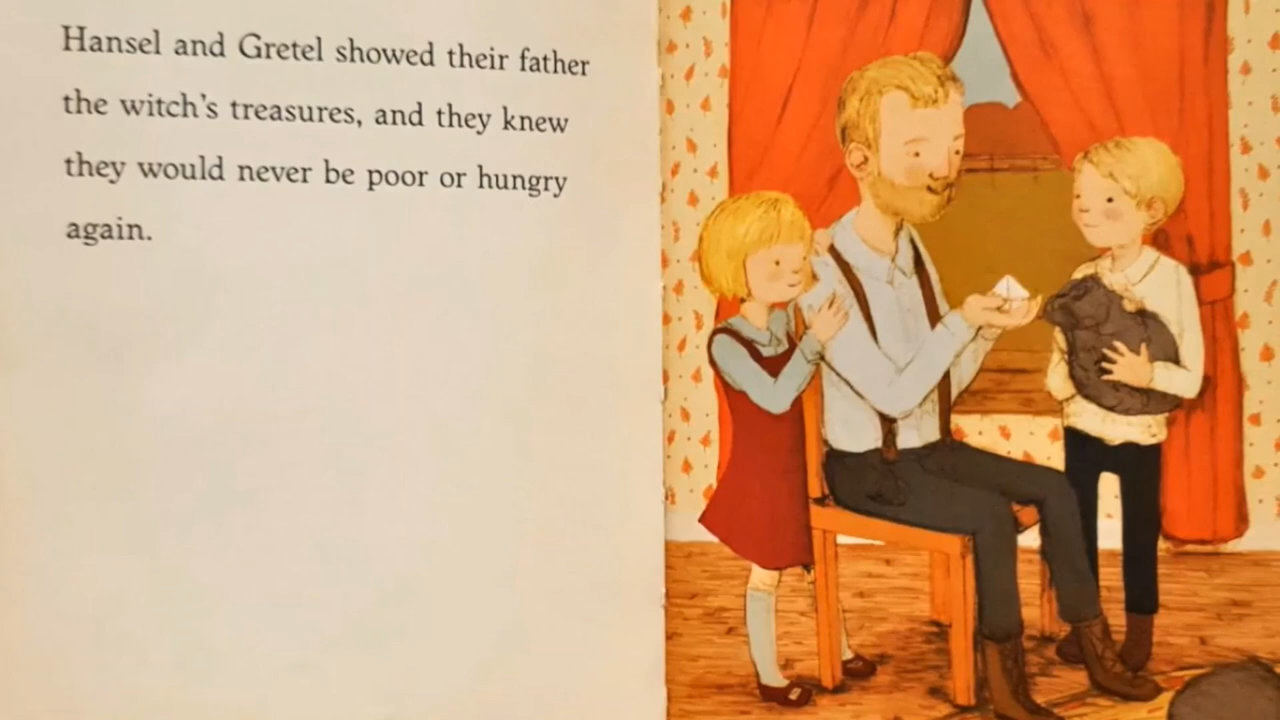 Hansel and Gretel showed their father
the witch's treasures, and they knew
they would never be poor or hungry
again.